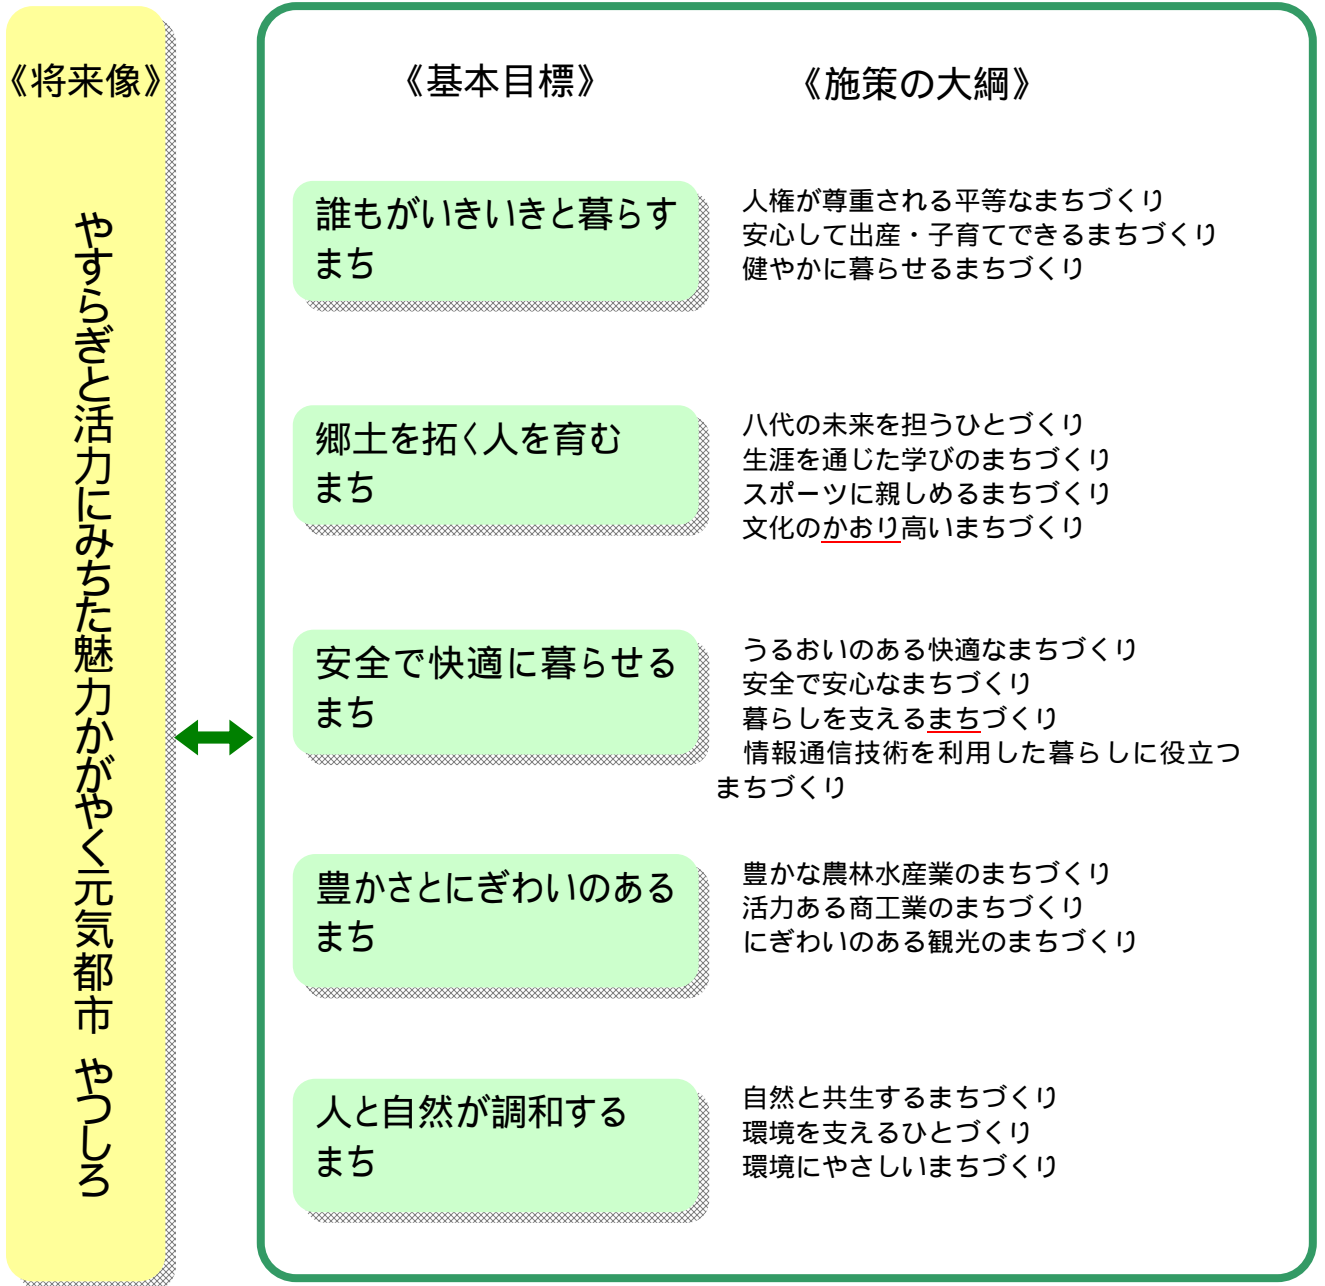 《将来像》
やすらぎと活力にみちた魅力かがやく元気都市 やつしろ
《基本目標》
《施策の大綱》
誰もがいきいきと暮らす
まち
人権が尊重される平等なまちづくり
安心して出産・子育てできるまちづくり
健やかに暮らせるまちづくり
郷土を拓く人を育む
まち
八代の未来を担うひとづくり
生涯を通じた学びのまちづくり
スポーツに親しめるまちづくり
文化のかおり高いまちづくり
安全で快適に暮らせる
まち
うるおいのある快適なまちづくり
安全で安心なまちづくり
暮らしを支えるまちづくり
情報通信技術を利用した暮らしに役立つ
まちづくり
豊かさとにぎわいのある
まち
豊かな農林水産業のまちづくり
活力ある商工業のまちづくり
にぎわいのある観光のまちづくり
人と自然が調和する
まち
自然と共生するまちづくり
環境を支えるひとづくり
環境にやさしいまちづくり